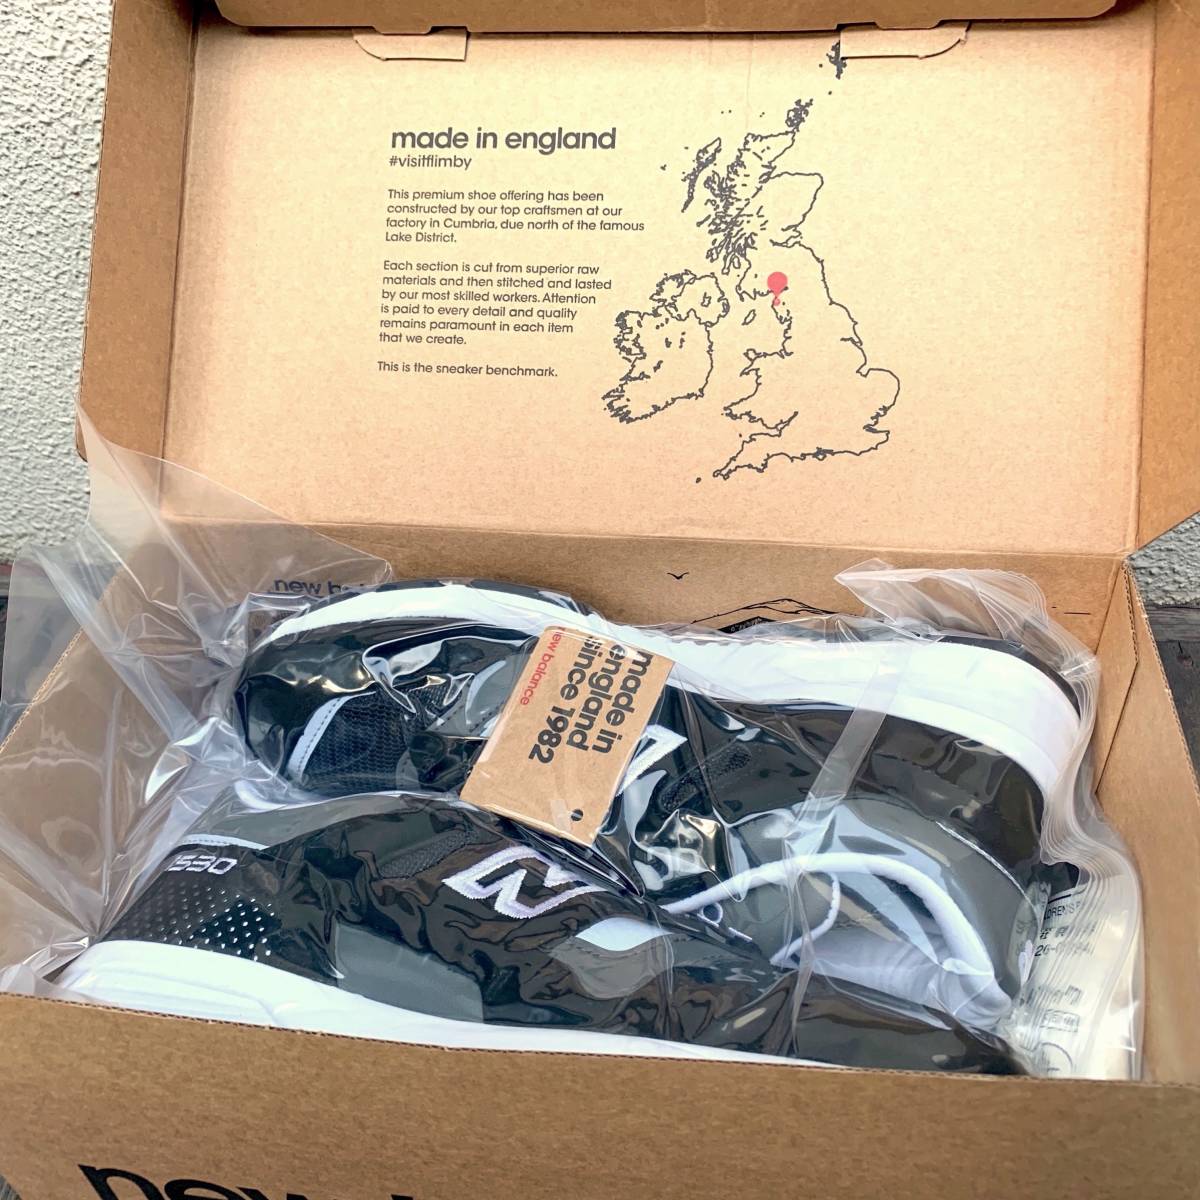 made in england
#visitflimby
This premium shoe offering has been
constructed by our top craftsmen at our
factory in Cumbria, due north of the famous
Lake District.
Each section is cut from superior raw
materials and then stitched and lasted
by our most skilled workers. Attention
is paid to every detail and quality
remains paramount in each item
that we create.
This is the sneaker benchmark.
new
made in
england
since 1982
new balance
1530
N
new